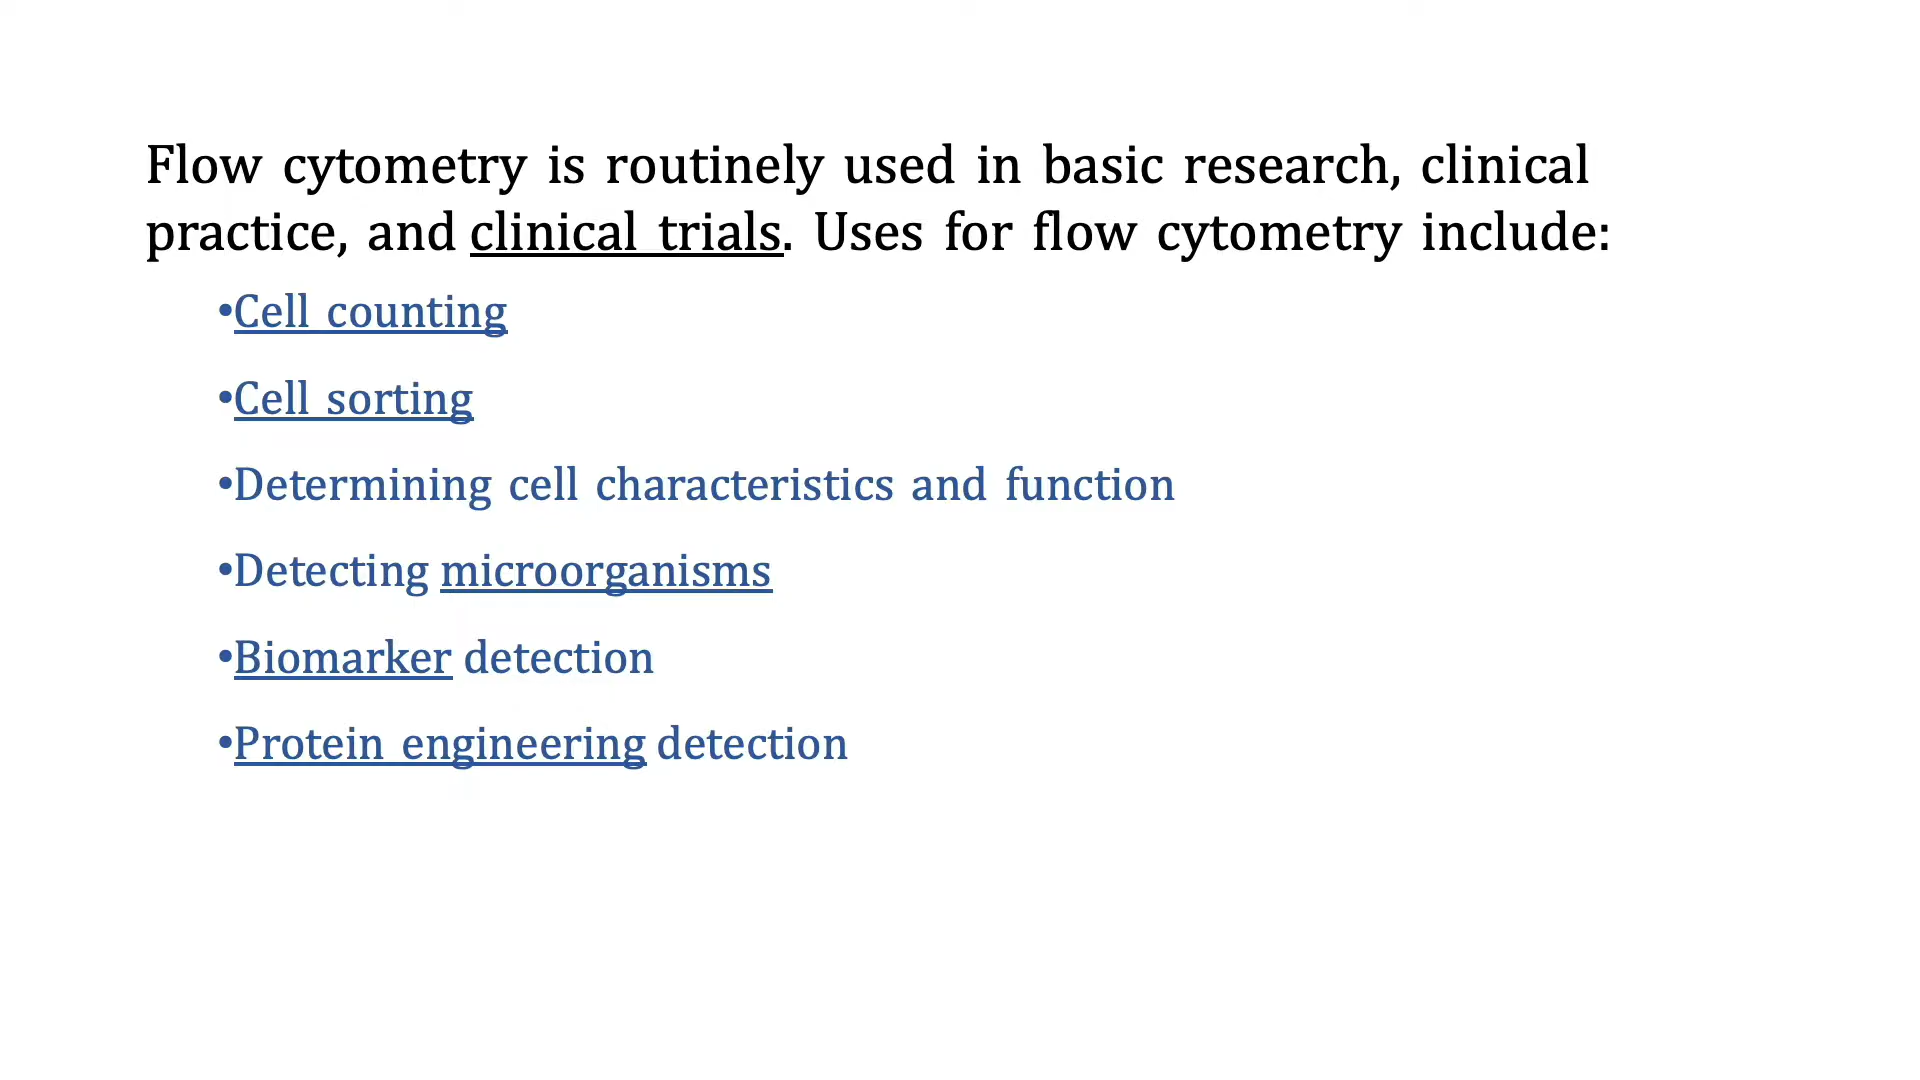 Flow cytometry is routinely used in basic research, clinical
practice, and clinical trials. Uses for flow cytometry include:
•Cell counting
•Cell sorting
•Determining cell characteristics and function
•Detecting microorganisms
•Biomarker detection
•Protein engineering detection